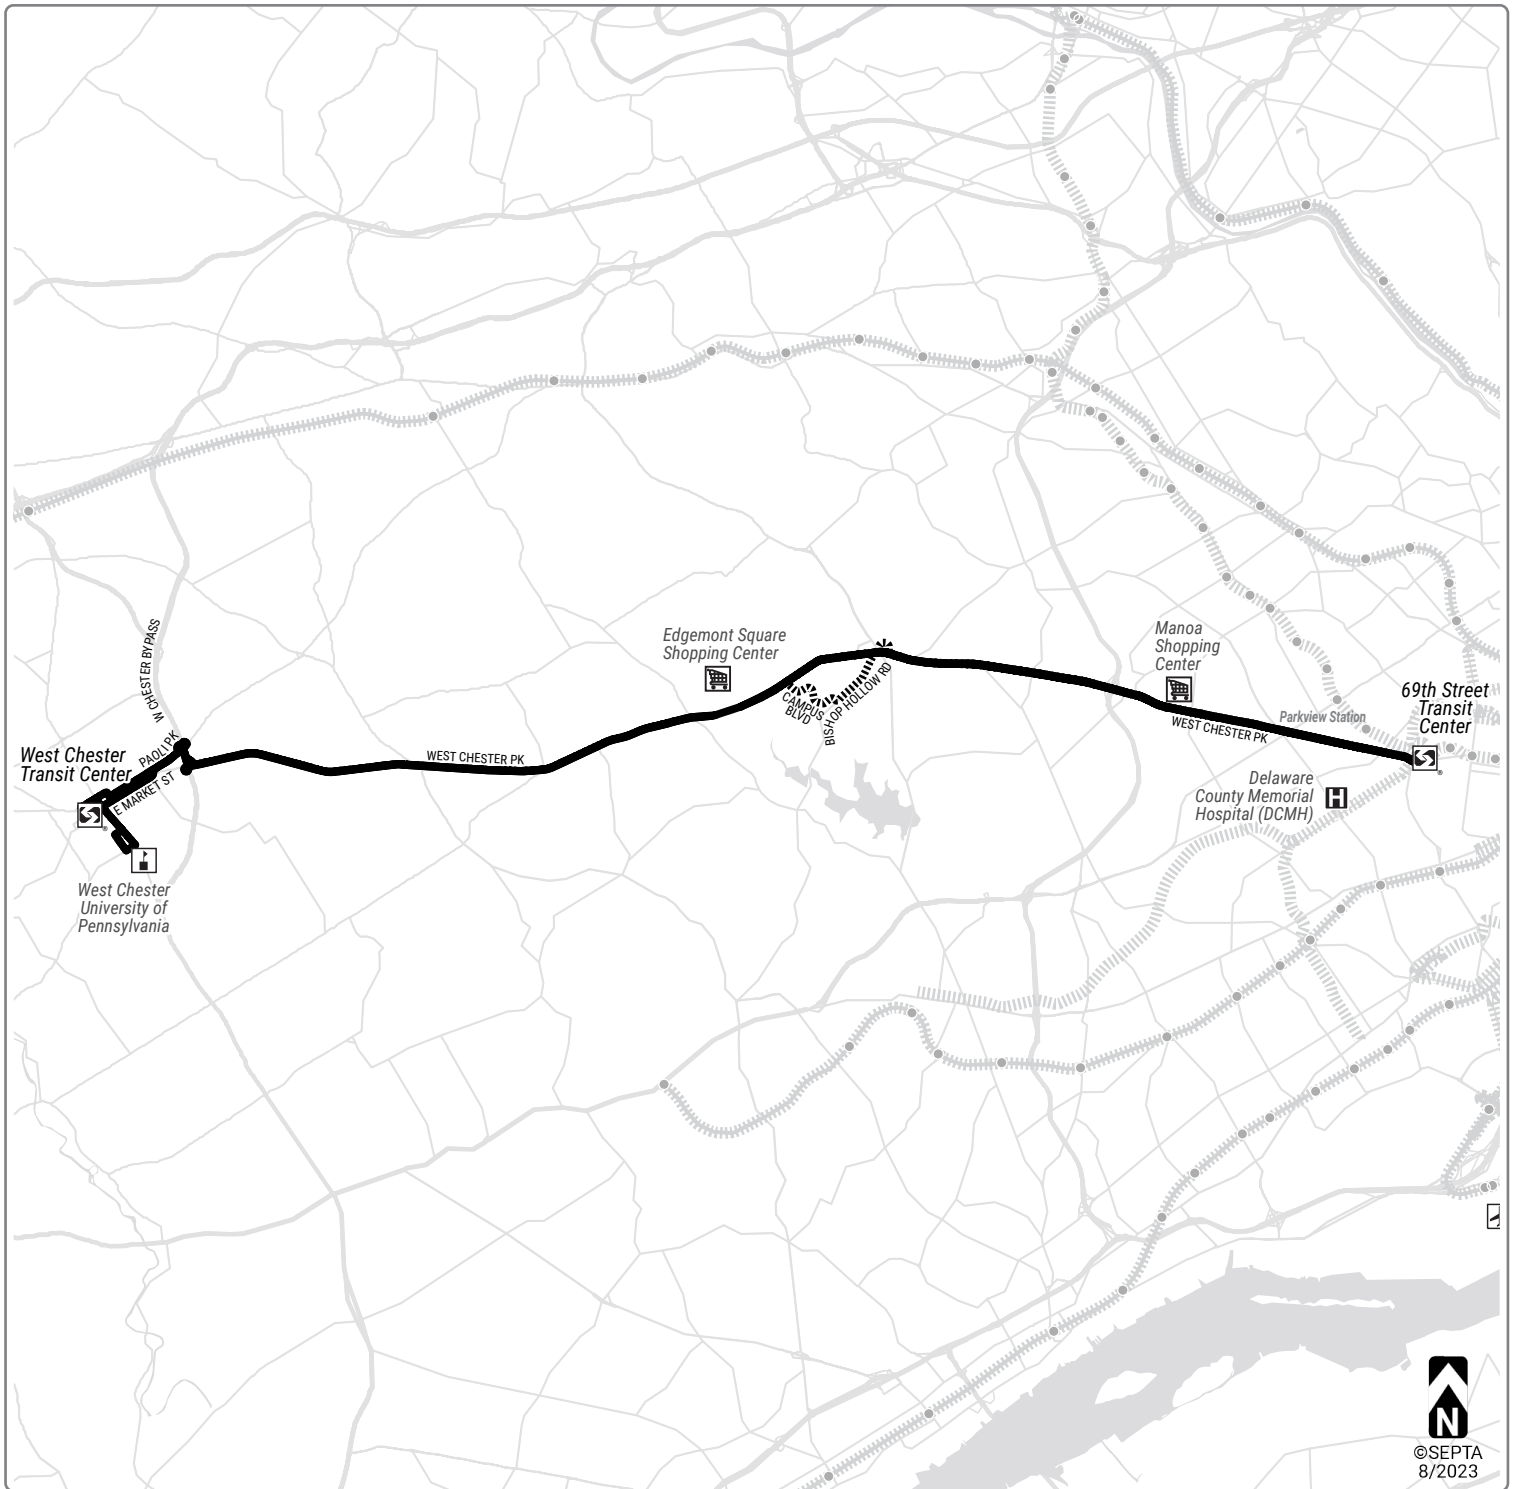 W CHESTER BYPASS
Edgemont Square
Shopping Center
Manoa
Shopping
Center
69th Street
Transit
Center
Parkview Station
WEST CHESTER PK
CAMPUS
BLVD
BISHOP HOLLOW RD
West Chester
Transit Center
PAOLI PK
E MARKET ST
WEST CHESTER PK
Delaware
County Memorial
Hospital (DCMH)
H
West Chester
University of
Pennsylvania
N
©SEPTA
8/2023